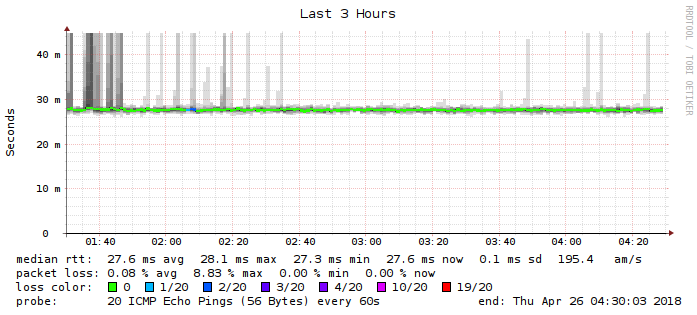 Last 3 Hours
RRDTOOL / TOBI OETIKER
Seconds
40 m
30 m
20 m
10 m
0
01:40 02:00 02:20 02:40 03:00 03:20 03:40 04:00 04:20
median rtt: 27.6 ms avg 28.1 ms max 27.3 ms min 27.6 ms now 0.1 ms sd 195.4 am/s
packet loss: 0.08 % avg 8.83 % max 0.00 % min 0.00 % now
loss color: 0 1/20 2/20 3/20 4/20 10/20 19/20
probe: 20 ICMP Echo Pings (56 Bytes) every 60s end: Thu Apr 26 04:30:03 2018